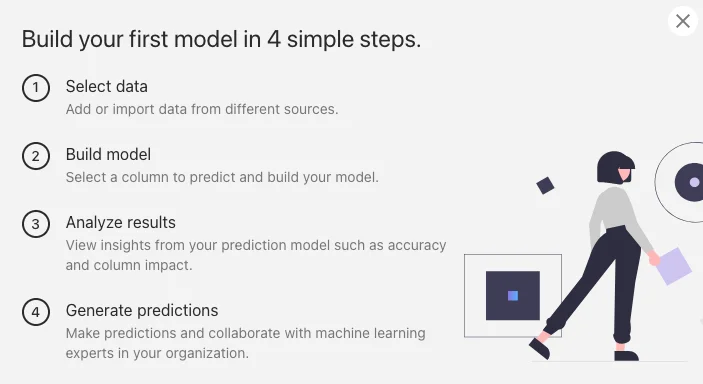 Build your first model in 4 simple steps.
1 Select data
Add or import data from different sources.
2 Build model
Select a column to predict and build your model.
3 Analyze results
View insights from your prediction model such as accuracy
and column impact.
4 Generate predictions
Make predictions and collaborate with machine learning
experts in your organization.